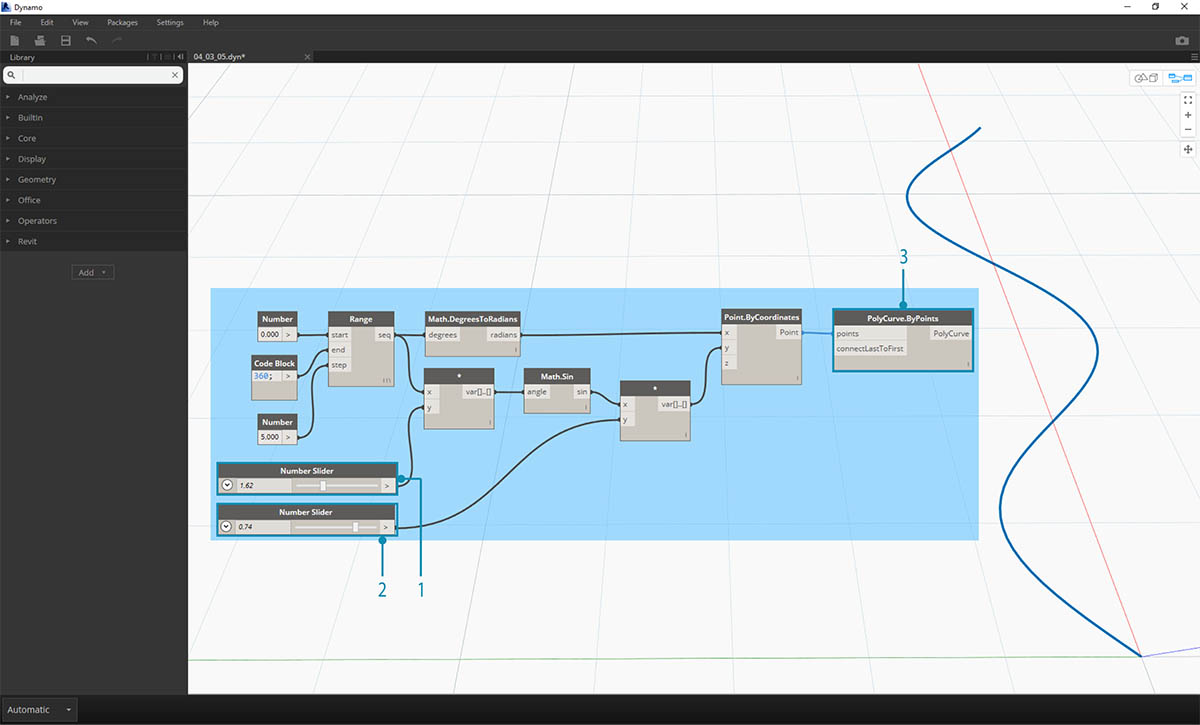 Dynamo
File Edit View Packages Settings Help
Library
04_03_05.dyn*
Analyze
BuiltIn
Core
Display
Geometry
Office
Operators
Revit
Add
3
Number
0.000 >
Range
start seq
end
step
Math.DegreesToRadians
degrees radians
Point.ByCoordinates
x Point
y
z
PolyCurve.ByPoints
points PolyCurve
connectLastToFirst
Code Block
360; >
*
x var[]..[]
y
Math.Sin
angle sin
*
x var[]..[]
y
Number
5.000 >
Number Slider
1.62 >
Number Slider
0.74 >
2 1
Automatic